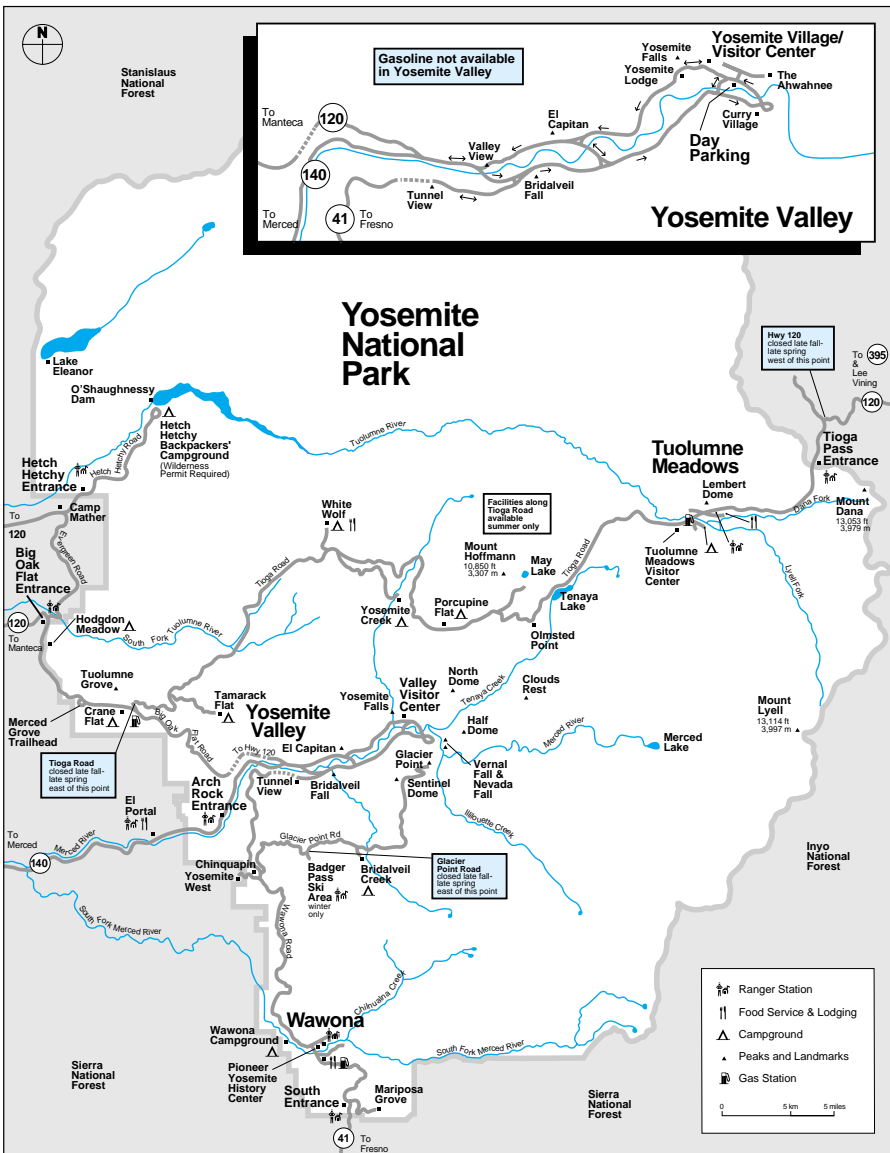 N
Stanislaus
National
Forest
Gasoline not available
in Yosemite Valley
Yosemite Village/
Visitor Center
Yosemite
Falls
Yosemite
Lodge
The
Ahwahnee
Curry
Village
Day
Parking
El
Capitan
Valley
View
To
Manteca
120
140
To
Merced
41
To
Fresno
Tunnel
View
Bridalveil
Fall
Yosemite Valley
Yosemite
National
Park
Lake
Eleanor
O'Shaughnessy
Dam
Hetch
Hetchy
Backpackers'
Campground
(Wilderness
Permit Required)
Hetch Hetchy Road
Hetch
Hetchy
Entrance
Camp
Mather
To
120
Evergreen Road
Big
Oak
Flat
Entrance
120
To
Manteca
Hodgdon
Meadow
South Fork Tuolumne River
Tuolumne River
Hwy 120
closed late fall-
late spring
west of this point
To
&
Lee
Vining
395
120
Tioga
Pass
Entrance
Tuolumne
Meadows
Lembert
Dome
Dana Fork
Mount
Dana
13,053 ft
3,979 m
Tuolumne
Meadows
Visitor
Center
Lyell Fork
White
Wolf
Facilities along
Tioga Road
available
summer only
Tioga Road
Tioga Road
Mount
Hoffmann
10,850 ft
3,307 m
May
Lake
Tenaya
Lake
Yosemite
Creek
Porcupine
Flat
Olmsted
Point
Tuolumne
Grove
Crane
Flat
Merced
Grove
Trailhead
Tamarack
Flat
Big Oak Flat Road
Tioga Road
closed late fall-
late spring
east of this point
Yosemite
Valley
To Hwy 120
Yosemite
Falls
Valley
Visitor
Center
North
Dome
Tenaya Creek
Clouds
Rest
Half
Dome
Merced River
Merced
Lake
Mount
Lyell
13,114 ft
3,997 m
El Capitan
Glacier
Point
Vernal
Fall &
Nevada
Fall
Sentinel
Dome
Illilouette Creek
Arch
Rock
Entrance
Tunnel
View
Bridalveil
Fall
El
Portal
To
Merced
140
Merced River
Glacier Point Rd
Chinquapin
Yosemite
West
Badger
Pass
Ski
Area
winter
only
Bridalveil
Creek
Glacier
Point Road
closed late fall-
late spring
east of this point
Inyo
National
Forest
South Fork Merced River
Wawona Road
Chilnualna Creek
Wawona
Wawona
Campground
South Fork Merced River
Pioneer
Yosemite
History
Center
South
Entrance
Mariposa
Grove
41
To
Fresno
Sierra
National
Forest
Sierra
National
Forest
Ranger Station
Food Service & Lodging
Campground
Peaks and Landmarks
Gas Station
0
5 km
5 miles